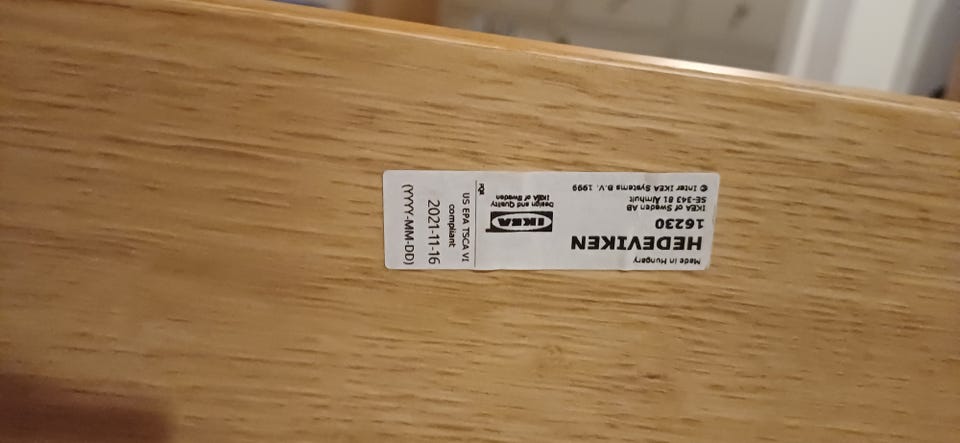 Made in Hungary
HEDEVIKEN
16230
IKEA of Sweden AB
SE-343 81 Älmhult
© Inter IKEA Systems B.V. 1999
IKEA
Design and Quality
IKEA of Sweden
PQR
US EPA TSCA VI
compliant
2021-11-16
(YYYY-MM-DD)